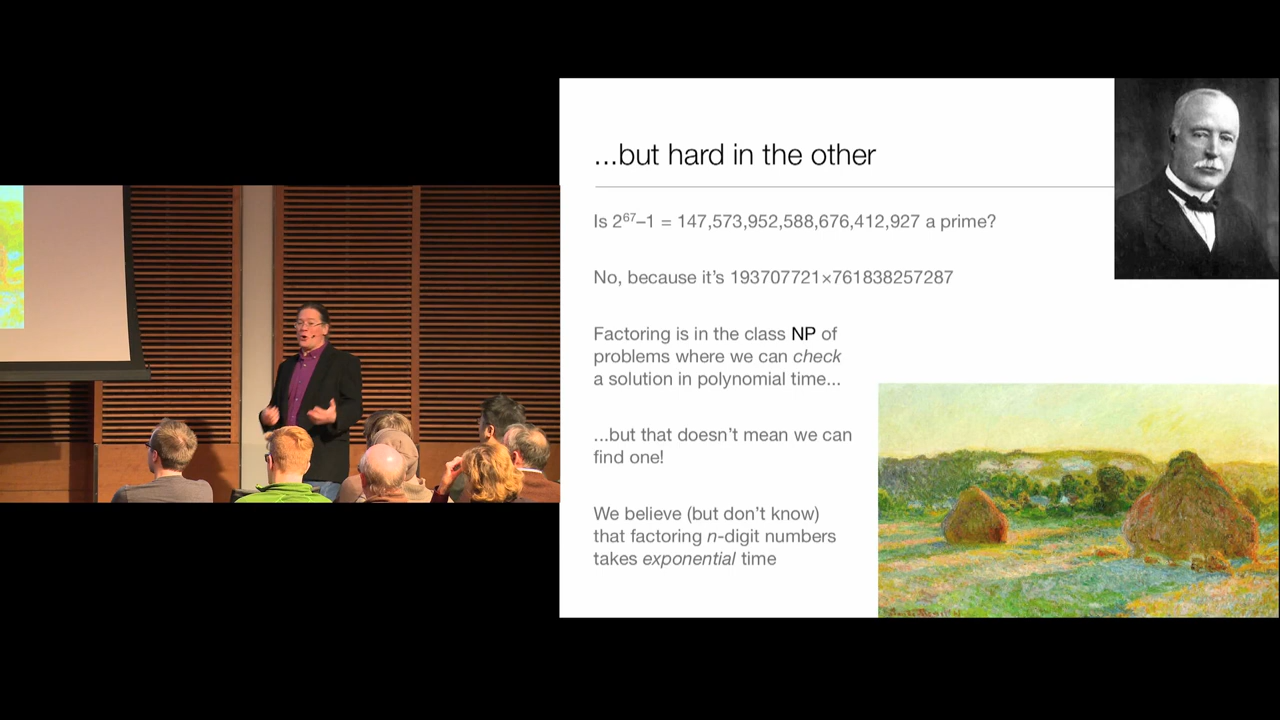 ...but hard in the other
Is 2⁶⁷–1 = 147,573,952,588,676,412,927 a prime?
No, because it's 193707721×761838257287
Factoring is in the class NP of
problems where we can check
a solution in polynomial time...
...but that doesn't mean we can
find one!
We believe (but don't know)
that factoring n-digit numbers
takes exponential time